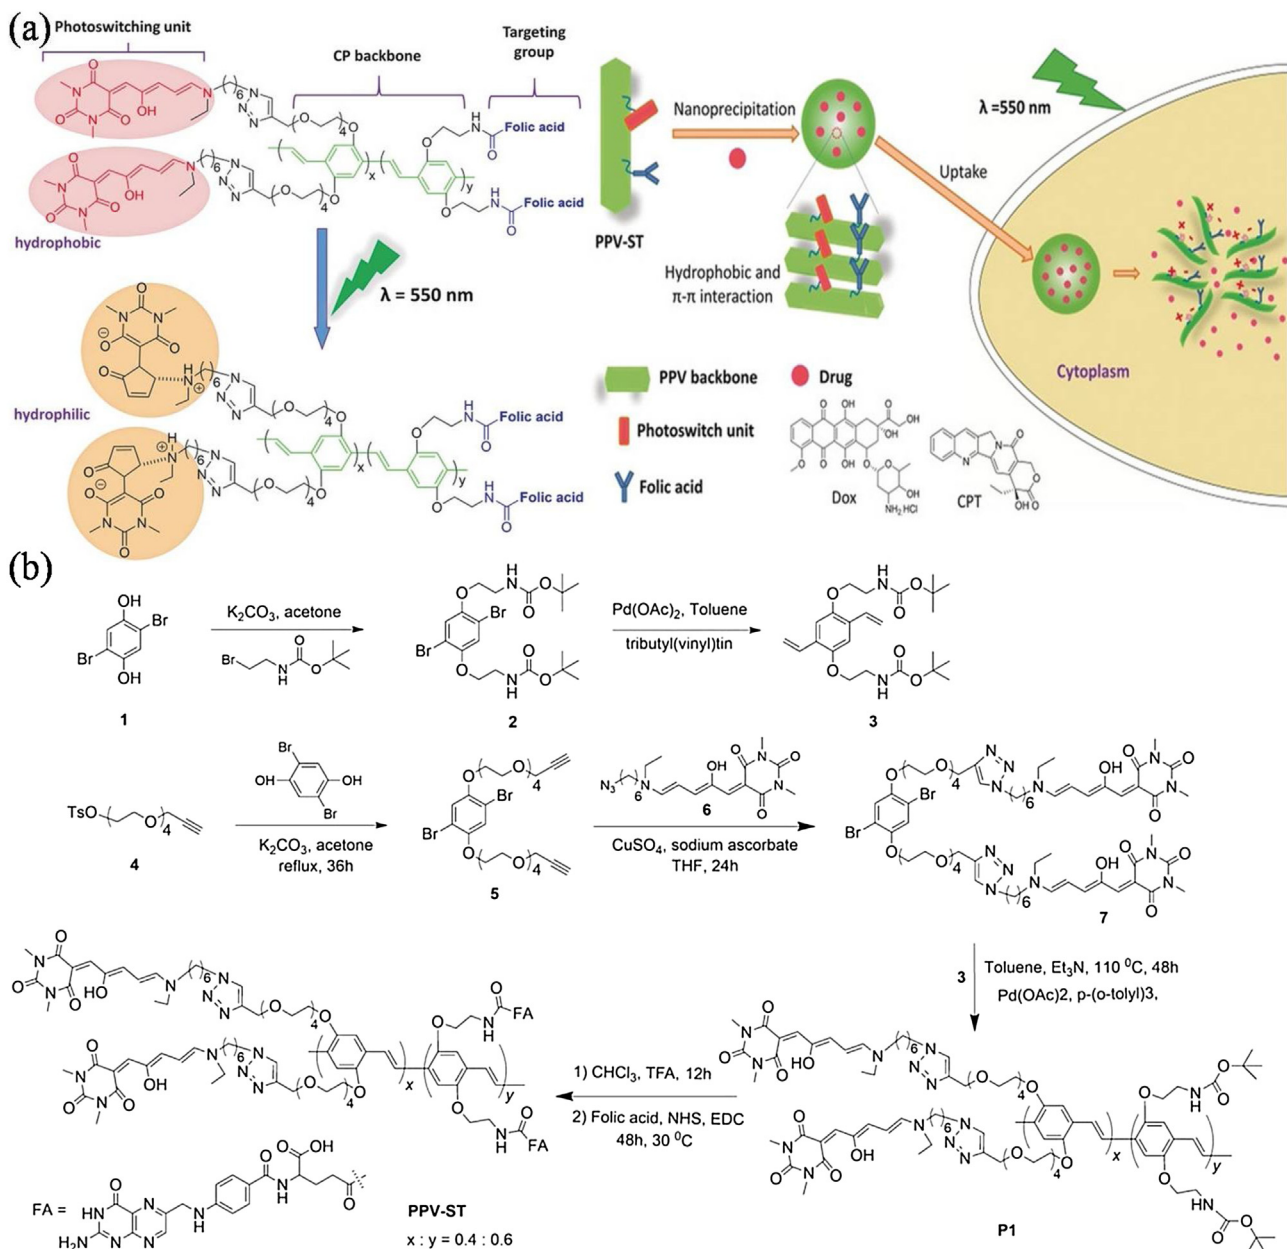 (a)
Photoswitching unit
CP backbone
Targeting
group
Folic acid
Folic acid
hydrophobic
λ = 550 nm
hydrophilic
Folic acid
Folic acid
Nanoprecipitation
PPV-ST
Hydrophobic and
π-π interaction
Uptake
λ=550 nm
Cytoplasm
PPV backbone
Drug
Photoswitch unit
Folic acid
Dox
CPT
(b)
K2CO3, acetone
1
2
Pd(OAc)2, Toluene
tributyl(vinyl)tin
3
4
K2CO3, acetone
reflux, 36h
5
6
CuSO4, sodium ascorbate
THF, 24h
7
3
Toluene, Et3N, 110 ⁰C, 48h
Pd(OAc)2, p-(o-tolyl)3,
P1
1) CHCl3, TFA, 12h
2) Folic acid, NHS, EDC
48h, 30 ⁰C
FA =
PPV-ST
x : y = 0.4 : 0.6